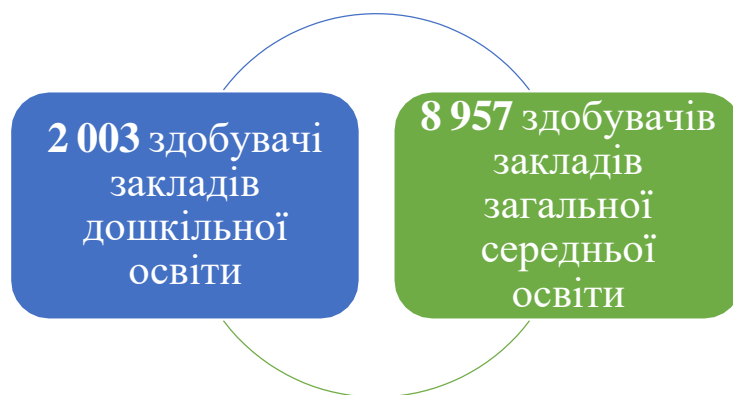 2 003 здобувачі
закладів
дошкільної
освіти
8 957 здобувачів
закладів
загальної
середньої
освіти